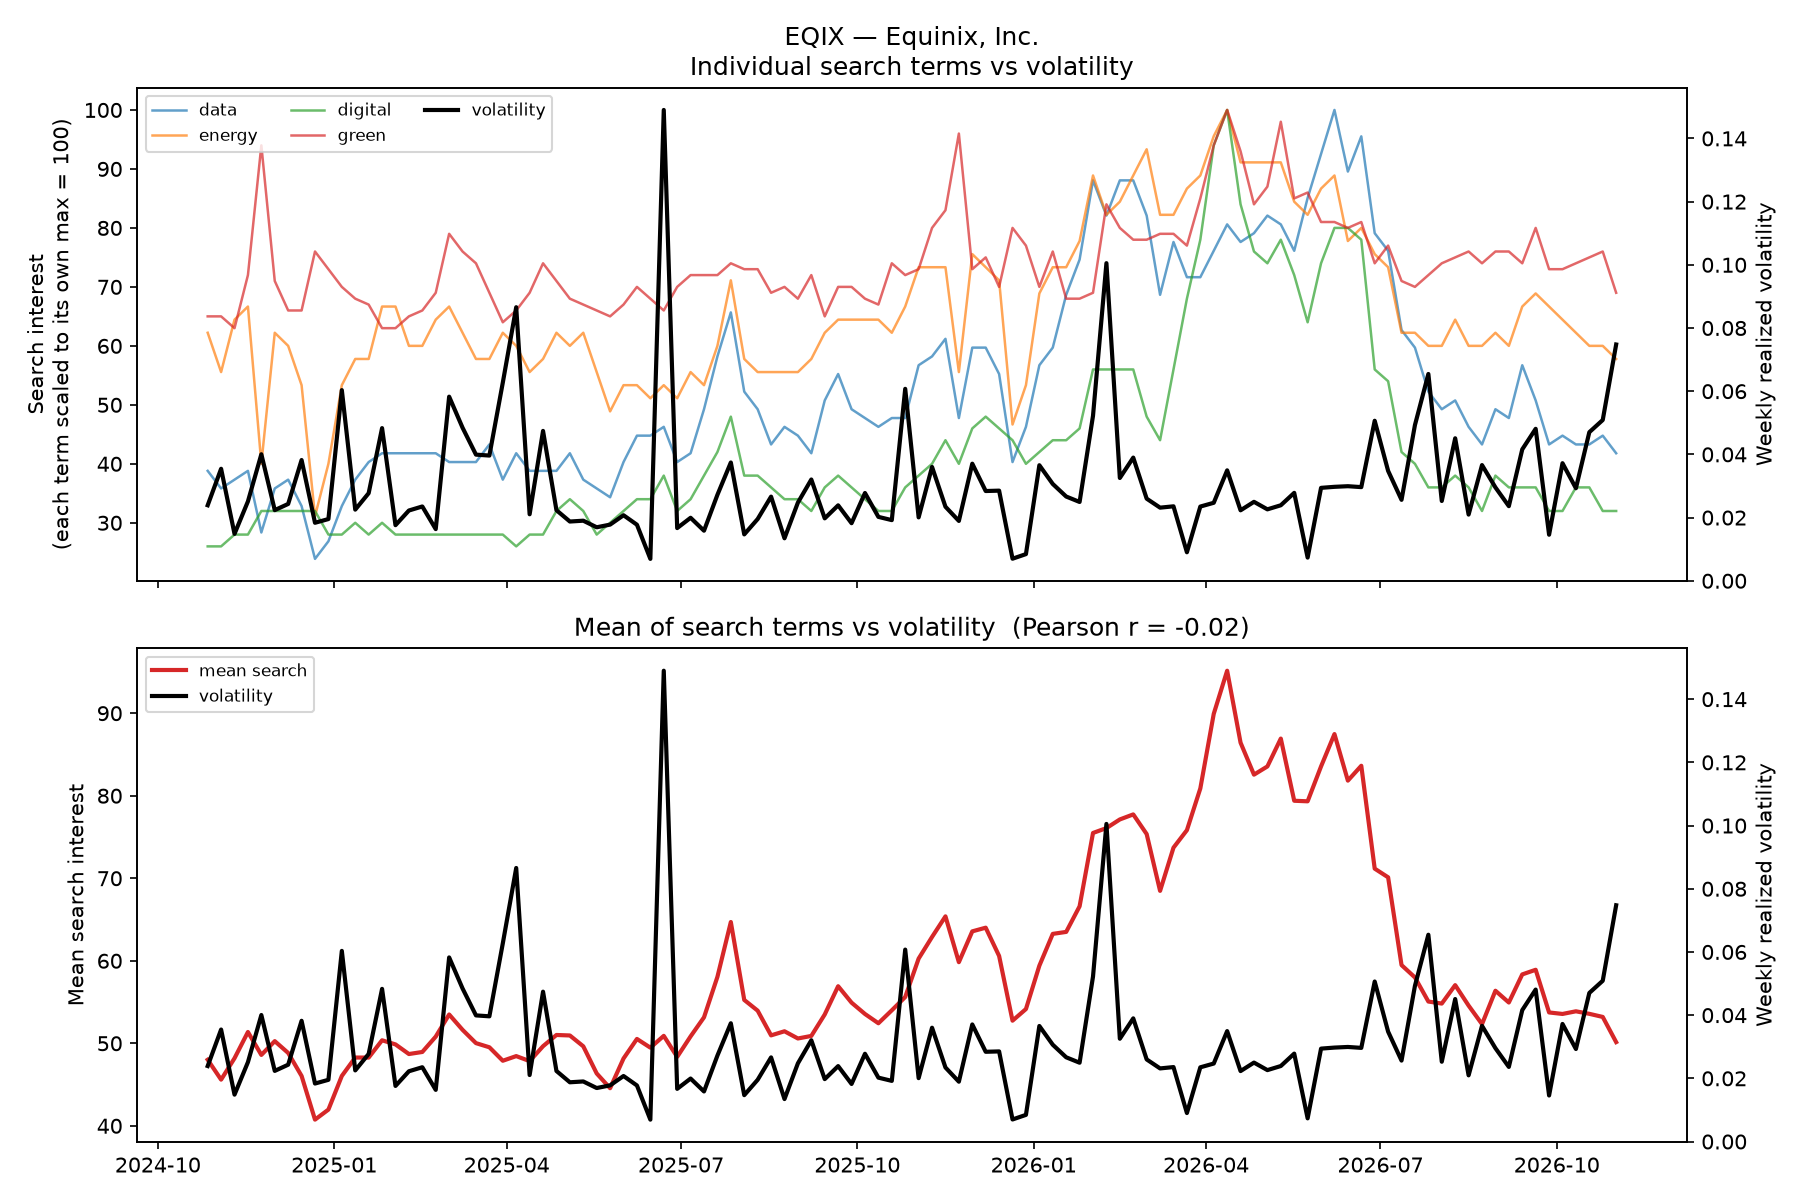 EQIX — Equinix, Inc.
Individual search terms vs volatility
data
energy
digital
green
volatility
Search interest
(each term scaled to its own max = 100)
100
90
80
70
60
50
40
30
Weekly realized volatility
0.14
0.12
0.10
0.08
0.06
0.04
0.02
0.00
Mean of search terms vs volatility (Pearson r = -0.02)
mean search
volatility
Mean search interest
90
80
70
60
50
40
Weekly realized volatility
0.14
0.12
0.10
0.08
0.06
0.04
0.02
0.00
2024-10
2025-01
2025-04
2025-07
2025-10
2026-01
2026-04
2026-07
2026-10